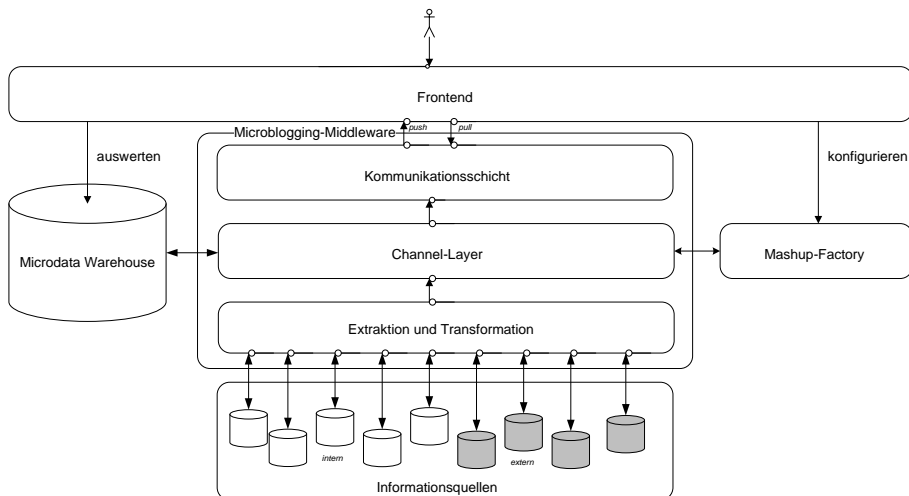 Frontend
push
pull
Microblogging-Middleware
auswerten
konfigurieren
Kommunikationsschicht
Microdata Warehouse
Channel-Layer
Mashup-Factory
Extraktion und Transformation
intern
extern
Informationsquellen